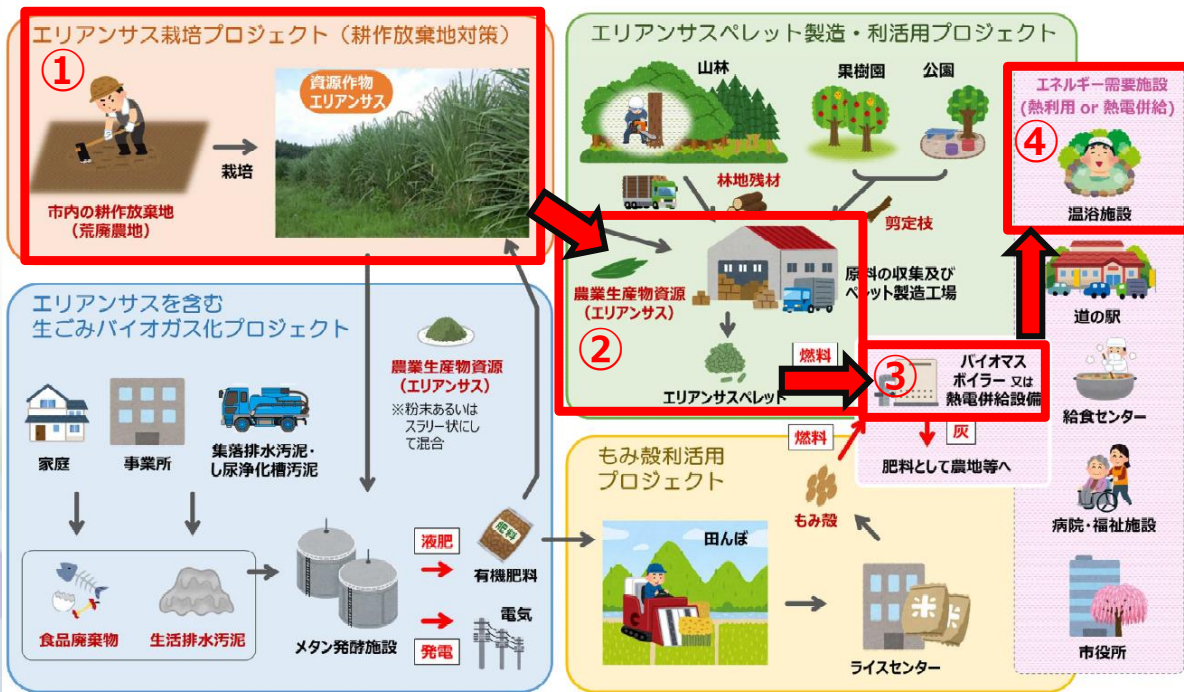 エリアンサス栽培プロジェクト（耕作放棄地対策）
①
資源作物
エリアンサス
栽培
市内の耕作放棄地
(荒廃農地)
エリアンサスペレット製造・利活用プロジェクト
山林
果樹園
公園
林地残材
剪定枝
農業生産物資源
(エリアンサス)
原料の収集及び
ペレット製造工場
②
エリアンサスペレット
燃料
③
バイオマス
ボイラー 又は
熱電併給設備
灰
肥料として農地等へ
エネルギー需要施設
(熱利用 or 熱電併給)
④
温浴施設
道の駅
給食センター
病院・福祉施設
市役所
エリアンサスを含む
生ごみバイオガス化プロジェクト
農業生産物資源
(エリアンサス)
※粉末あるいは
スラリー状にし
て混合
家庭
事業所
集落排水汚泥・
し尿浄化槽汚泥
食品廃棄物
生活排水汚泥
メタン発酵施設
液肥
肥料
有機肥料
発電
電気
もみ殻利活用
プロジェクト
燃料
もみ殻
田んぼ
米
ライスセンター